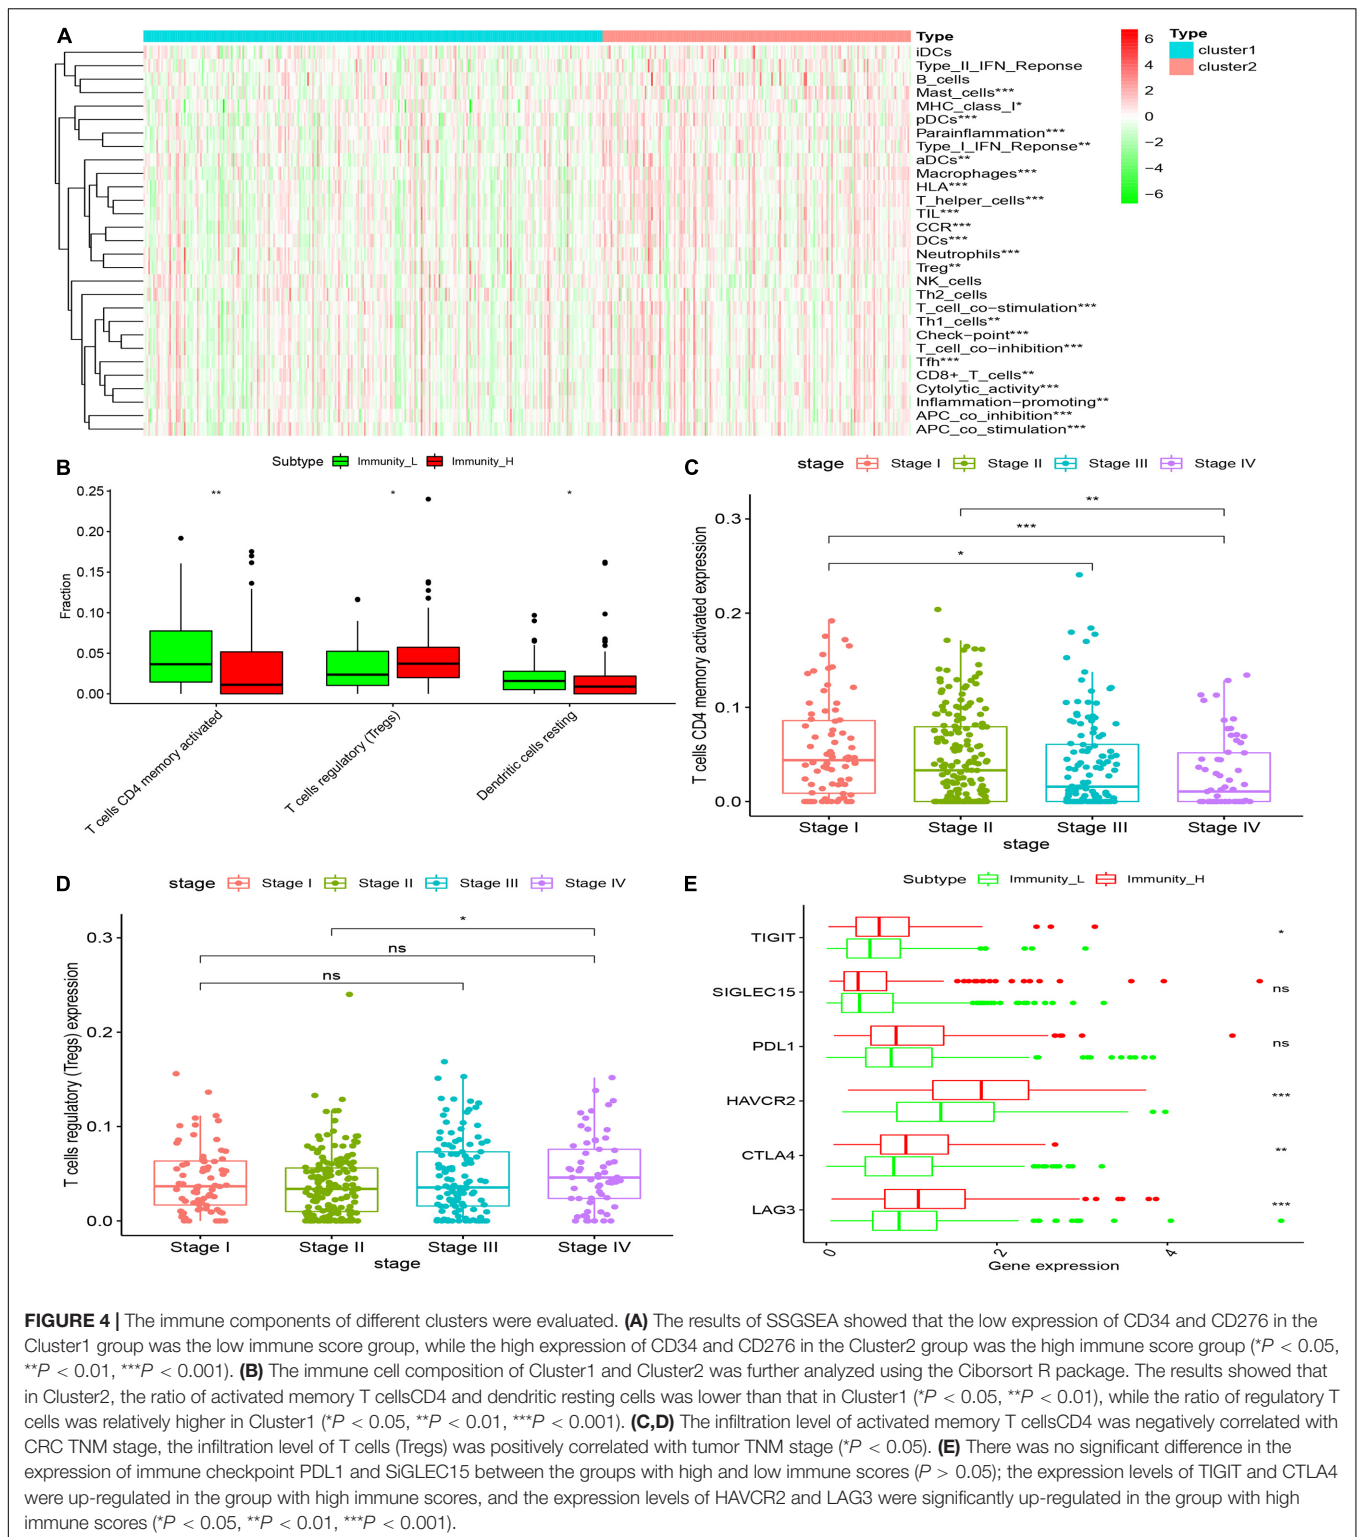 A
Type
iDCs
Type_II_IFN_Reponse
B_cells
Mast_cells***
MHC_class_I*
pDCs***
Parainflammation***
Type_I_IFN_Reponse**
aDCs**
Macrophages***
HLA***
T_helper_cells***
TIL***
CCR***
DCs***
Neutrophils***
Treg**
NK_cells
Th2_cells
T_cell_co−stimulation***
Th1_cells**
Check−point***
T_cell_co−inhibition***
Tfh***
CD8+_T_cells**
Cytolytic_activity***
Inflammation−promoting**
APC_co_inhibition***
APC_co_stimulation***
6
4
2
0
−2
−4
−6
Type
cluster1
cluster2
B
Subtype Immunity_L Immunity_H
Fraction
0.25
0.20
0.15
0.10
0.05
0.00
** * *
T cells CD4 memory activated
T cells regulatory (Tregs)
Dendritic cells resting
C
stage Stage I Stage II Stage III Stage IV
T cells CD4 memory activated expression
0.3
0.2
0.1
0.0
**
***
*
Stage I Stage II Stage III Stage IV
stage
D
stage Stage I Stage II Stage III Stage IV
T cells regulatory (Tregs) expression
0.3
0.2
0.1
0.0
*
ns
ns
Stage I Stage II Stage III Stage IV
stage
E
Subtype Immunity_L Immunity_H
TIGIT *
SIGLEC15 ns
PDL1 ns
HAVCR2 ***
CTLA4 **
LAG3 ***
0 2 4
Gene expression
FIGURE 4 | The immune components of different clusters were evaluated. (A) The results of SSGSEA showed that the low expression of CD34 and CD276 in the
Cluster1 group was the low immune score group, while the high expression of CD34 and CD276 in the Cluster2 group was the high immune score group (*P < 0.05,
**P < 0.01, ***P < 0.001). (B) The immune cell composition of Cluster1 and Cluster2 was further analyzed using the Ciborsort R package. The results showed that
in Cluster2, the ratio of activated memory T cellsCD4 and dendritic resting cells was lower than that in Cluster1 (*P < 0.05, **P < 0.01), while the ratio of regulatory T
cells was relatively higher in Cluster1 (*P < 0.05, **P < 0.01, ***P < 0.001). (C,D) The infiltration level of activated memory T cellsCD4 was negatively correlated with
CRC TNM stage, the infiltration level of T cells (Tregs) was positively correlated with tumor TNM stage (*P < 0.05). (E) There was no significant difference in the
expression of immune checkpoint PDL1 and SiGLEC15 between the groups with high and low immune scores (P > 0.05); the expression levels of TIGIT and CTLA4
were up-regulated in the group with high immune scores, and the expression levels of HAVCR2 and LAG3 were significantly up-regulated in the group with high
immune scores (*P < 0.05, **P < 0.01, ***P < 0.001).